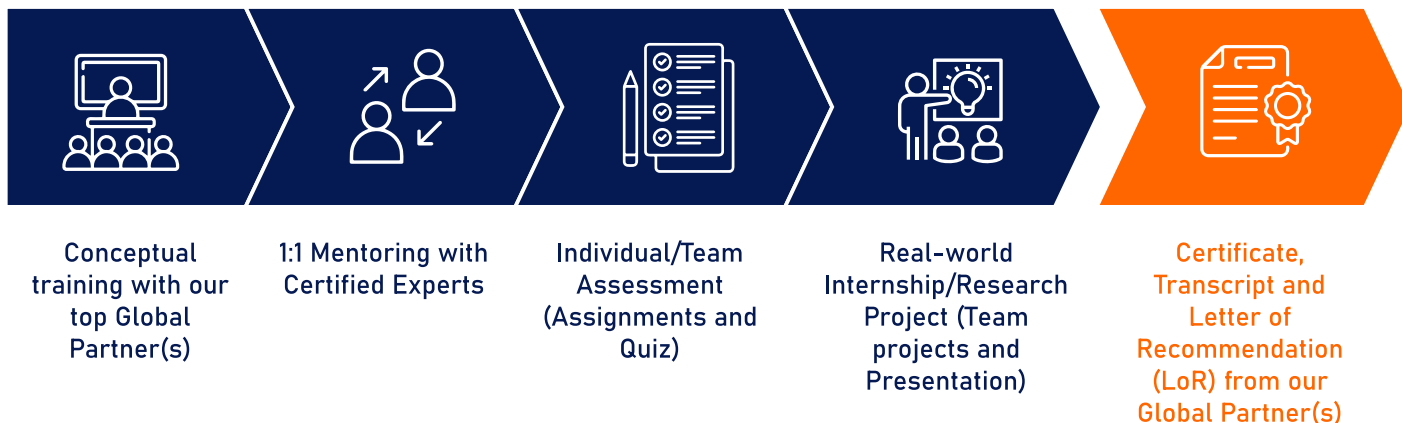 Conceptual
training with our
top Global
Partner(s)
1:1 Mentoring with
Certified Experts
Individual/Team
Assessment
(Assignments and
Quiz)
Real-world
Internship/Research
Project (Team
projects and
Presentation)
Certificate,
Transcript and
Letter of
Recommendation
(LoR) from our
Global Partner(s)